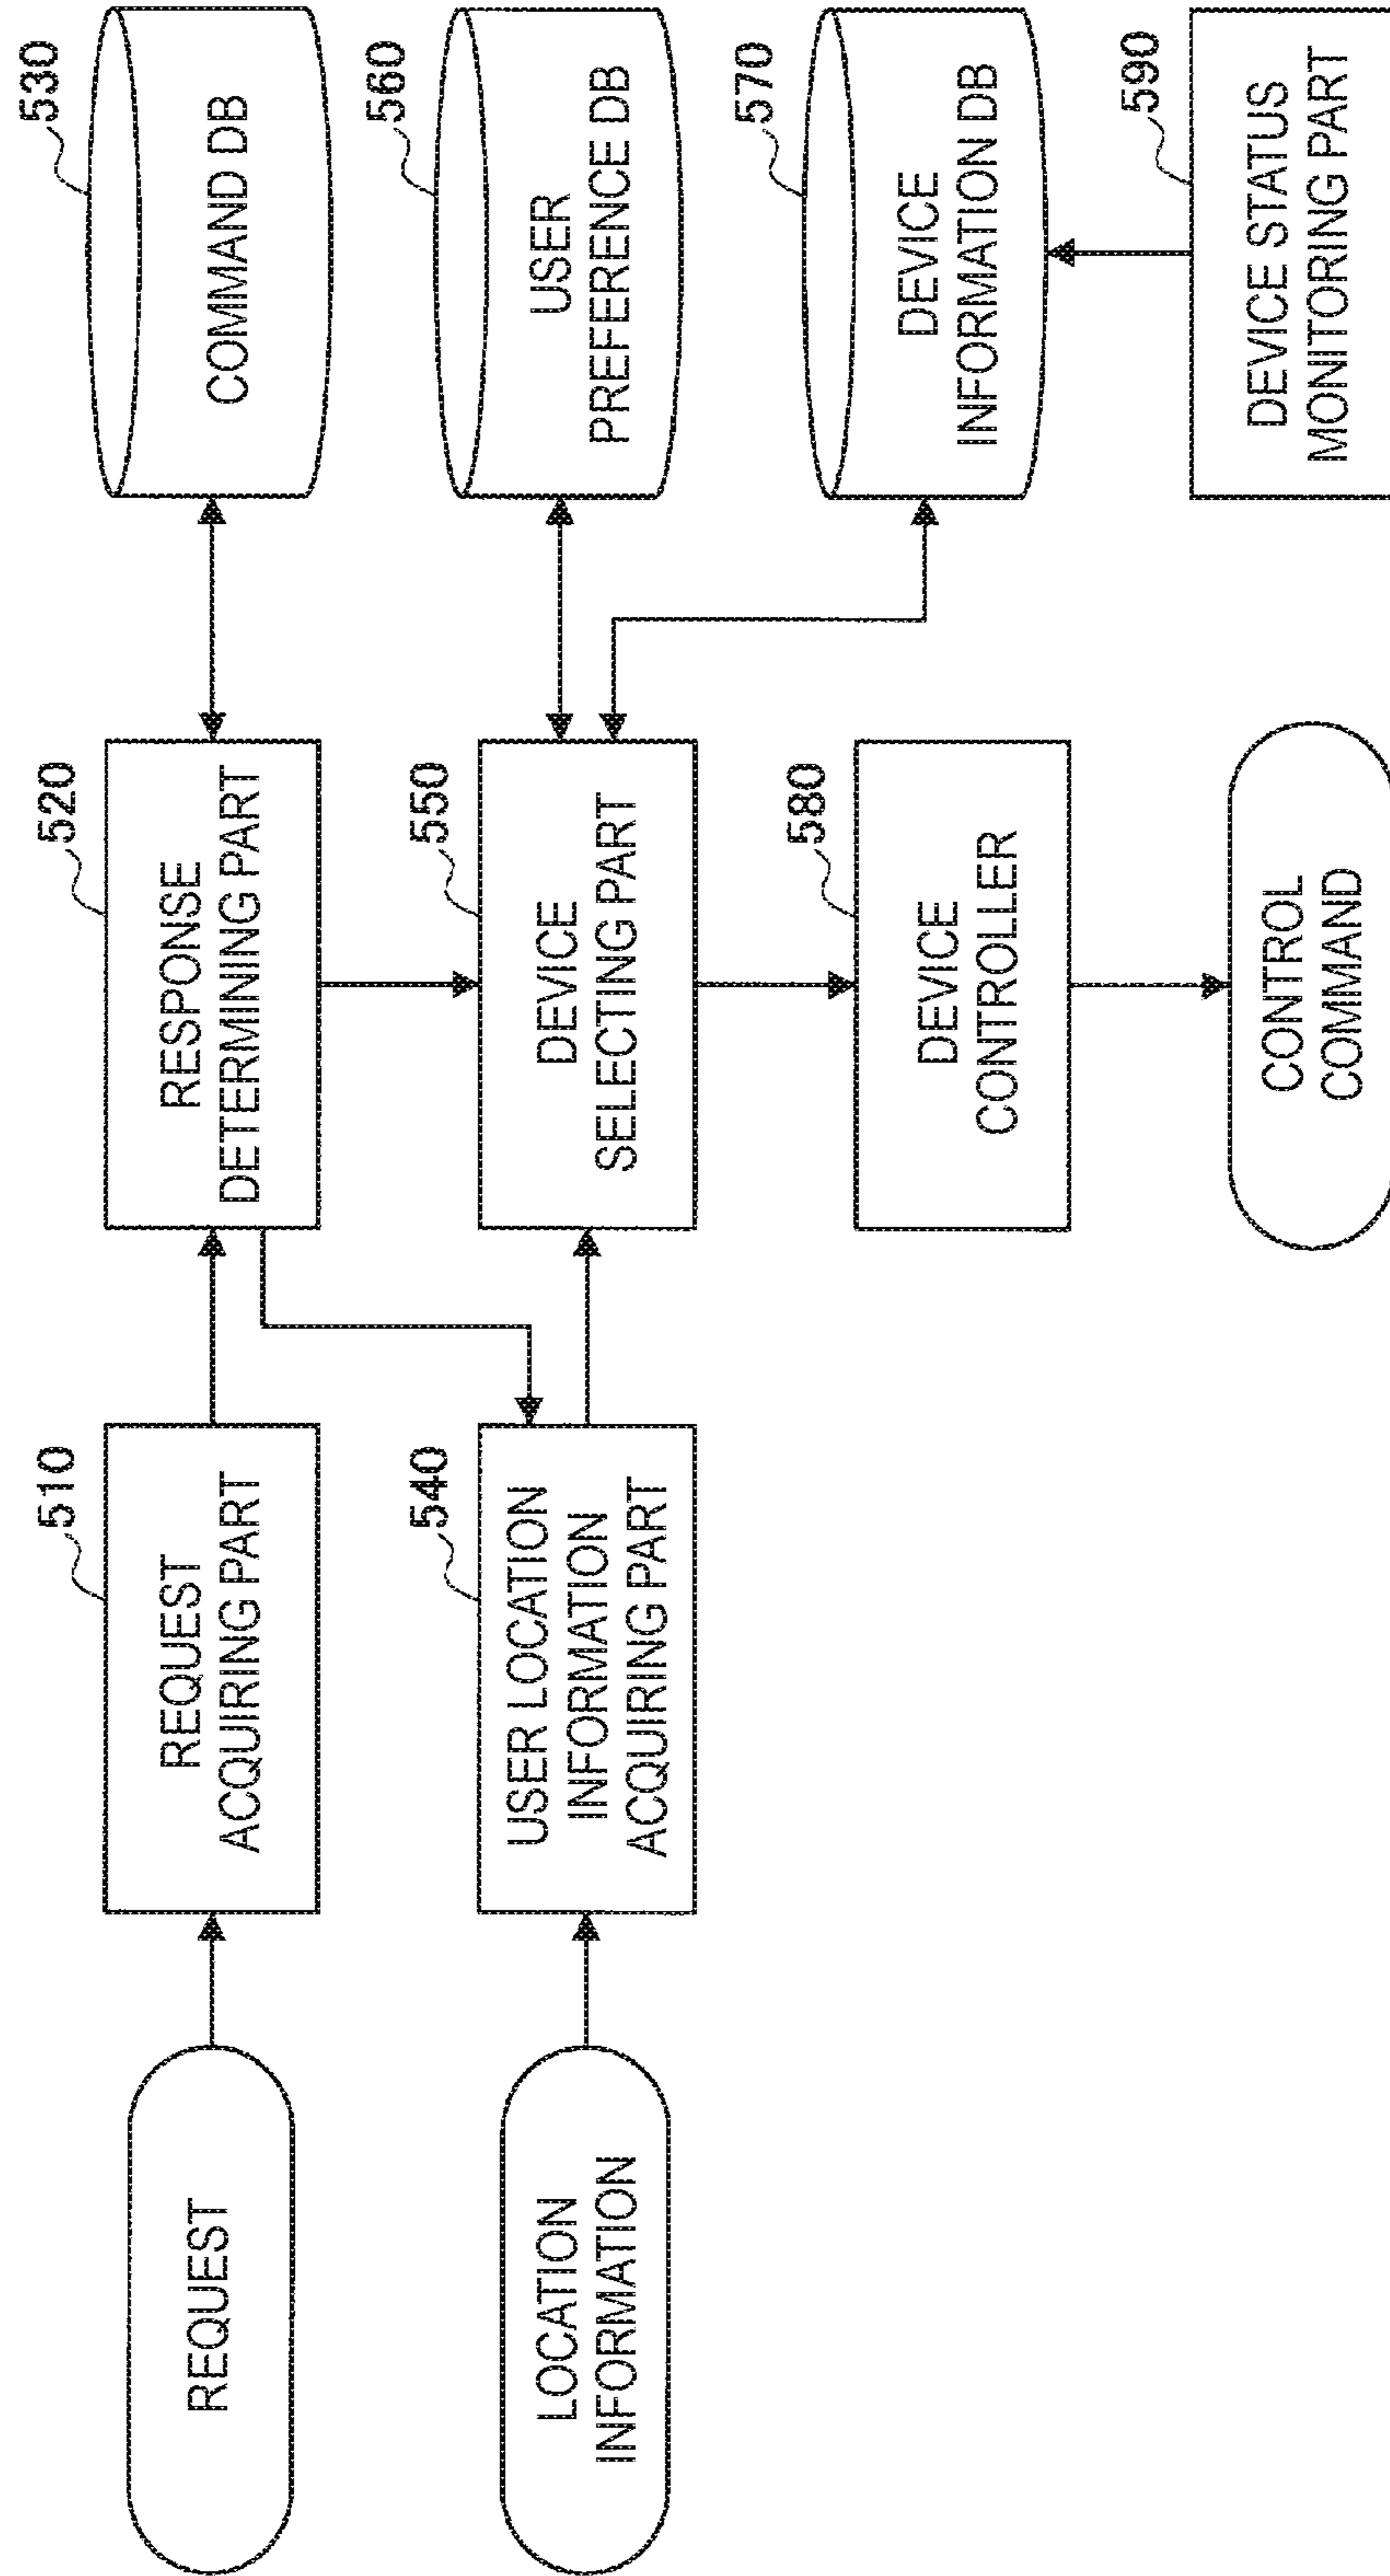 REQUEST
510
REQUEST
ACQUIRING PART
520
RESPONSE
DETERMINING PART
530
COMMAND DB
LOCATION
INFORMATION
540
USER LOCATION
INFORMATION
ACQUIRING PART
550
DEVICE
SELECTING PART
560
USER
PREFERENCE DB
580
DEVICE
CONTROLLER
570
DEVICE
INFORMATION DB
CONTROL
COMMAND
590
DEVICE STATUS
MONITORING PART